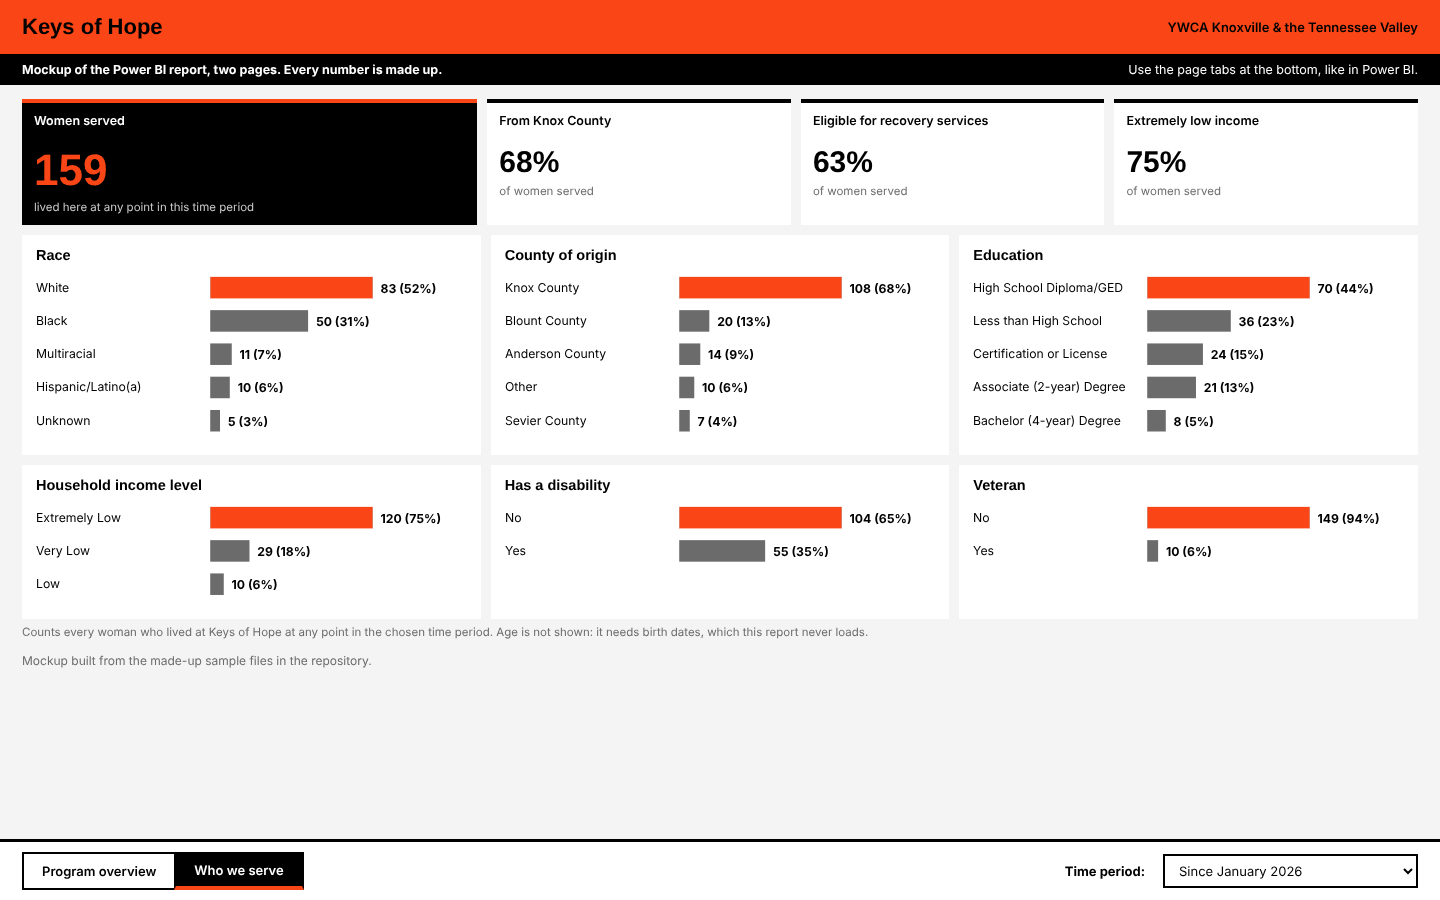 Keys of Hope
YWCA Knoxville & the Tennessee Valley
Mockup of the Power BI report, two pages. Every number is made up.
Use the page tabs at the bottom, like in Power BI.
Women served
159
lived here at any point in this time period
From Knox County
68%
of women served
Eligible for recovery services
63%
of women served
Extremely low income
75%
of women served
Race
White 83 (52%)
Black 50 (31%)
Multiracial 11 (7%)
Hispanic/Latino(a) 10 (6%)
Unknown 5 (3%)
County of origin
Knox County 108 (68%)
Blount County 20 (13%)
Anderson County 14 (9%)
Other 10 (6%)
Sevier County 7 (4%)
Education
High School Diploma/GED 70 (44%)
Less than High School 36 (23%)
Certification or License 24 (15%)
Associate (2-year) Degree 21 (13%)
Bachelor (4-year) Degree 8 (5%)
Household income level
Extremely Low 120 (75%)
Very Low 29 (18%)
Low 10 (6%)
Has a disability
No 104 (65%)
Yes 55 (35%)
Veteran
No 149 (94%)
Yes 10 (6%)
Counts every woman who lived at Keys of Hope at any point in the chosen time period. Age is not shown: it needs birth dates, which this report never loads.
Mockup built from the made-up sample files in the repository.
Program overview
Who we serve
Time period:
Since January 2026